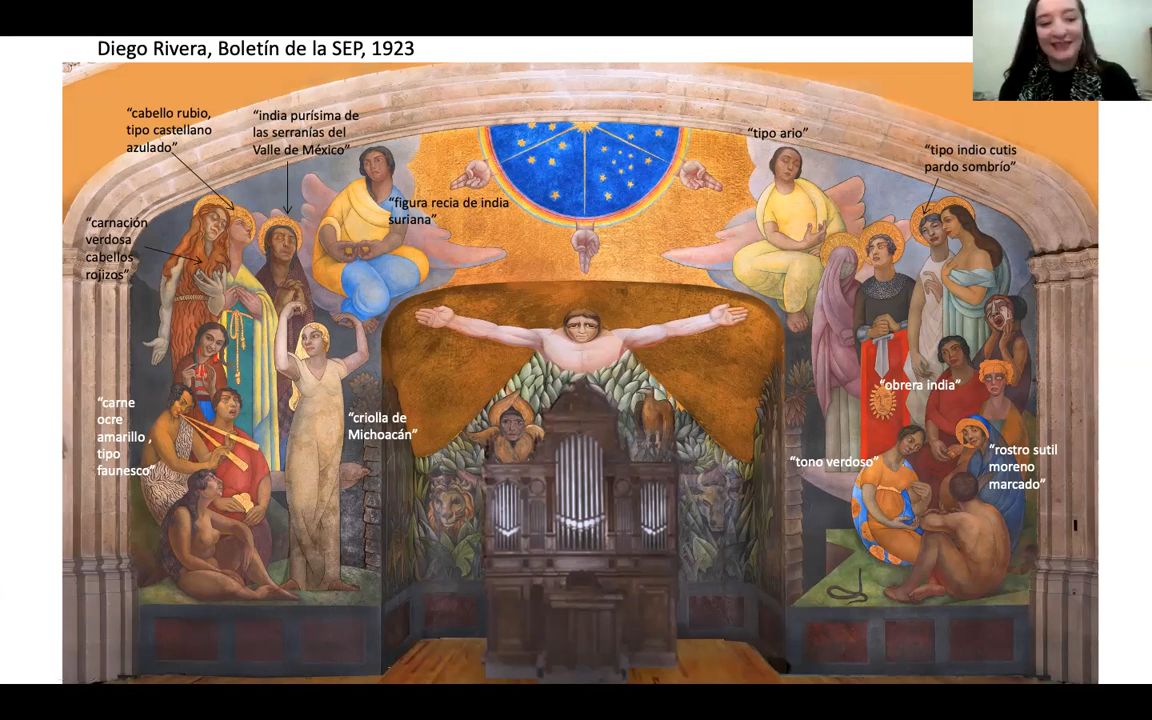 Diego Rivera, Boletín de la SEP, 1923
“cabello rubio,
tipo castellano
azulado”
“india purísima de
las serranías del
Valle de México”
“tipo ario”
“tipo indio cutis
pardo sombrío”
“figura recia de india
suriana”
“carnación
verdosa
cabellos
rojizos”
“obrera india”
“carne
ocre
amarillo ,
tipo
faunesco”
“criolla de
Michoacán”
“tono verdoso”
“rostro sutil
moreno
marcado”